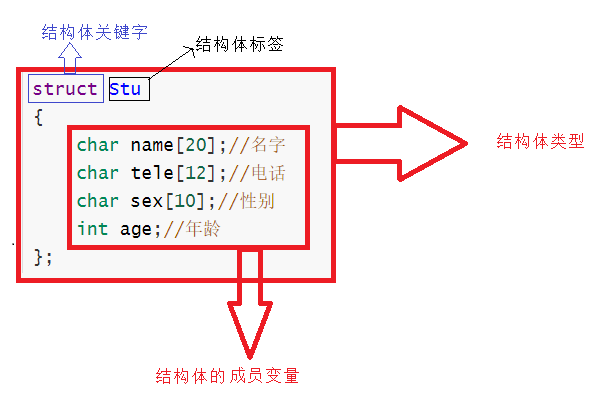 结构体关键字
结构体标签
struct Stu
{
char name[20];//名字
char tele[12];//电话
char sex[10];//性别
int age;//年龄
};
结构体类型
结构体的成员变量